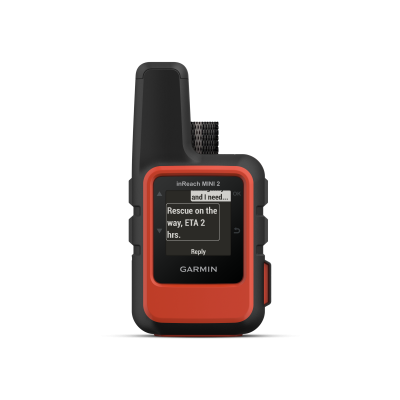 inReach MINI 2
and I need...
Rescue on the
way, ETA 2
hrs.
Reply
GARMIN